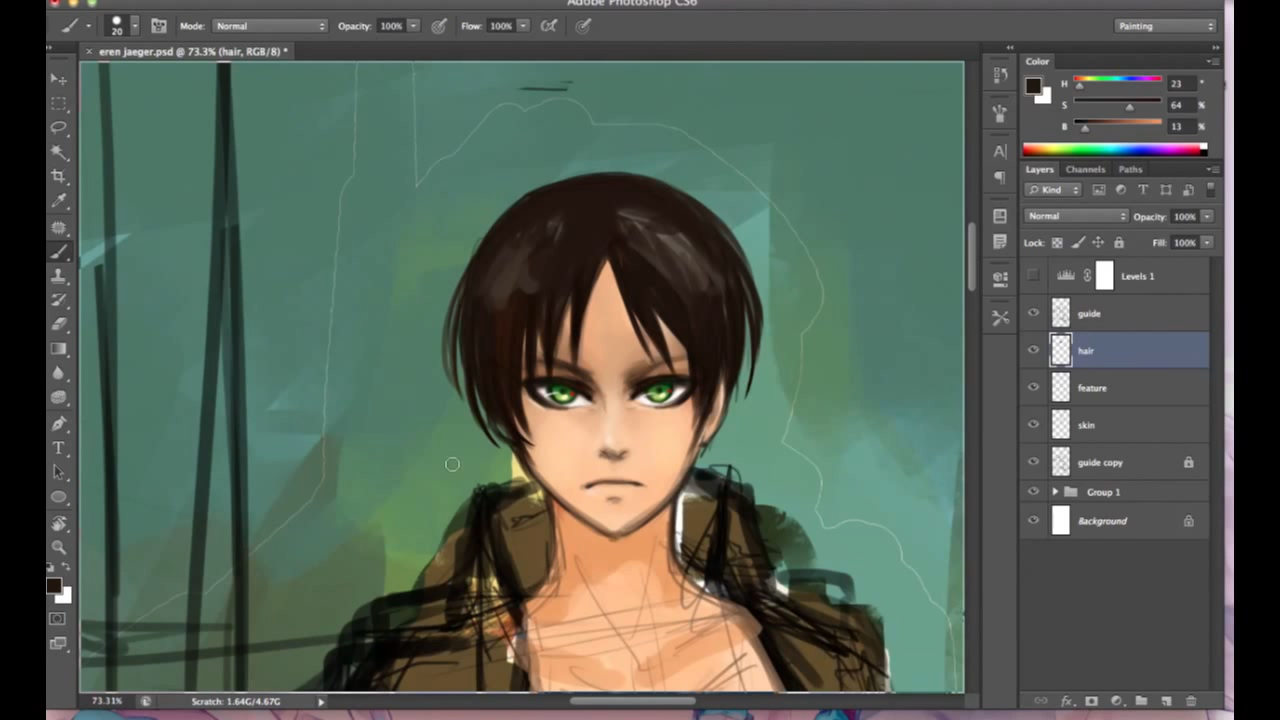 Adobe Photoshop CS6
20
Mode: Normal
Opacity: 100%
Flow: 100%
Painting
× eren jaeger.psd @ 73.3% (hair, RGB/8) *
Color
H 23 °
S 64 %
B 13 %
Layers Channels Paths
Kind
Normal Opacity: 100%
Lock: Fill: 100%
Levels 1
guide
hair
feature
skin
guide copy
Group 1
Background
73.31%
Scratch: 1.64G/4.67G
fx